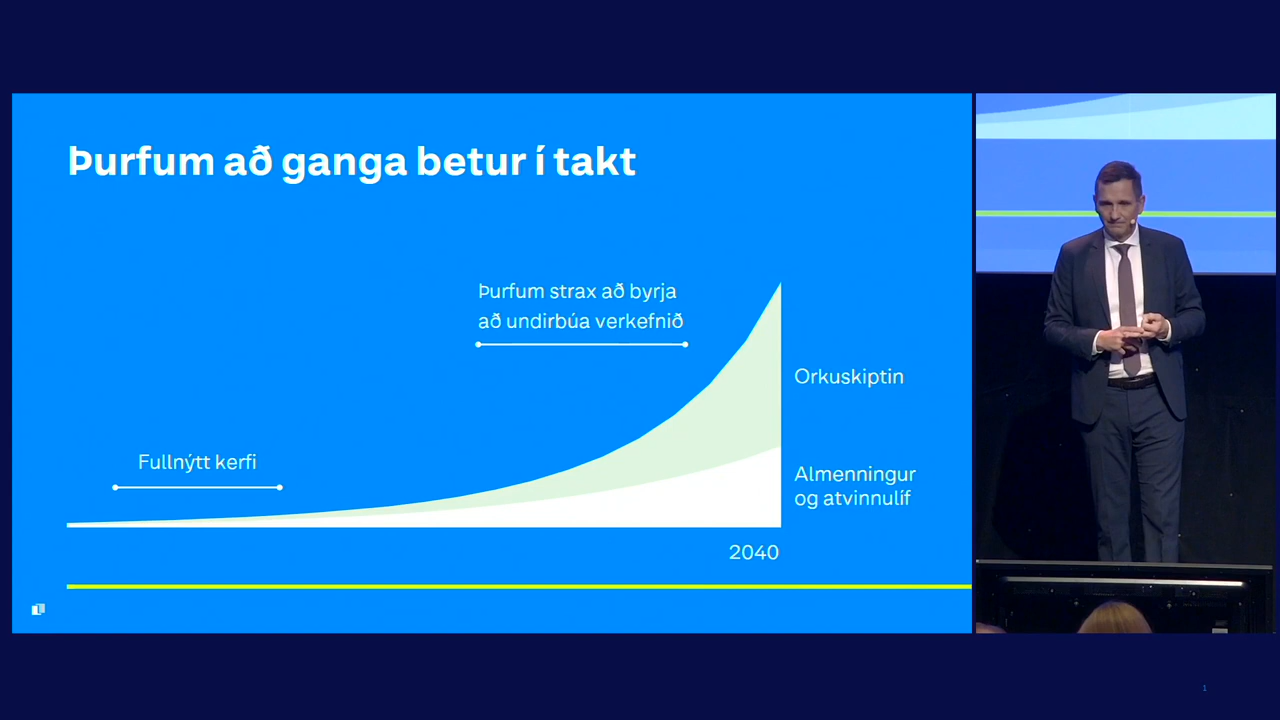 Þurfum að ganga betur í takt
Þurfum strax að byrja
að undirbúa verkefnið
Orkuskiptin
Fullnýtt kerfi
Almenningur
og atvinnulíf
2040
1